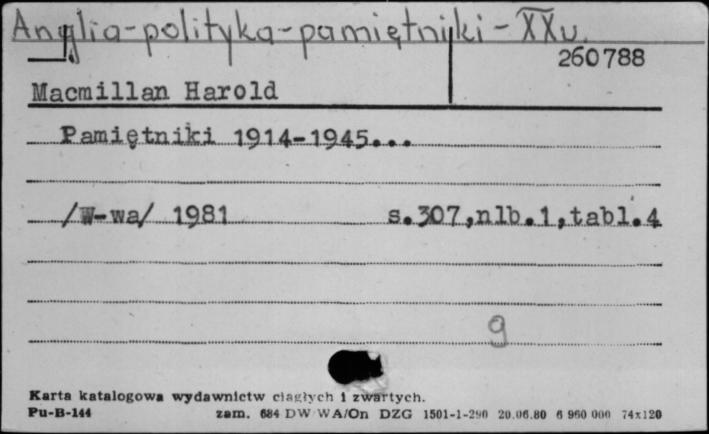 Anglia-polityka-pamiętniki-XXw.
260788
Macmillan Harold
Pamiętniki 1914-1945...
/W-wa/ 1981 s.307,nlb.1,tabl.4
g
Karta katalogowa wydawnictw ciągłych i zwartych.
Pu-B-144 zam. 684 DW WA/On DZG 1501-1-290 20.06.80 6 960 000 74x120